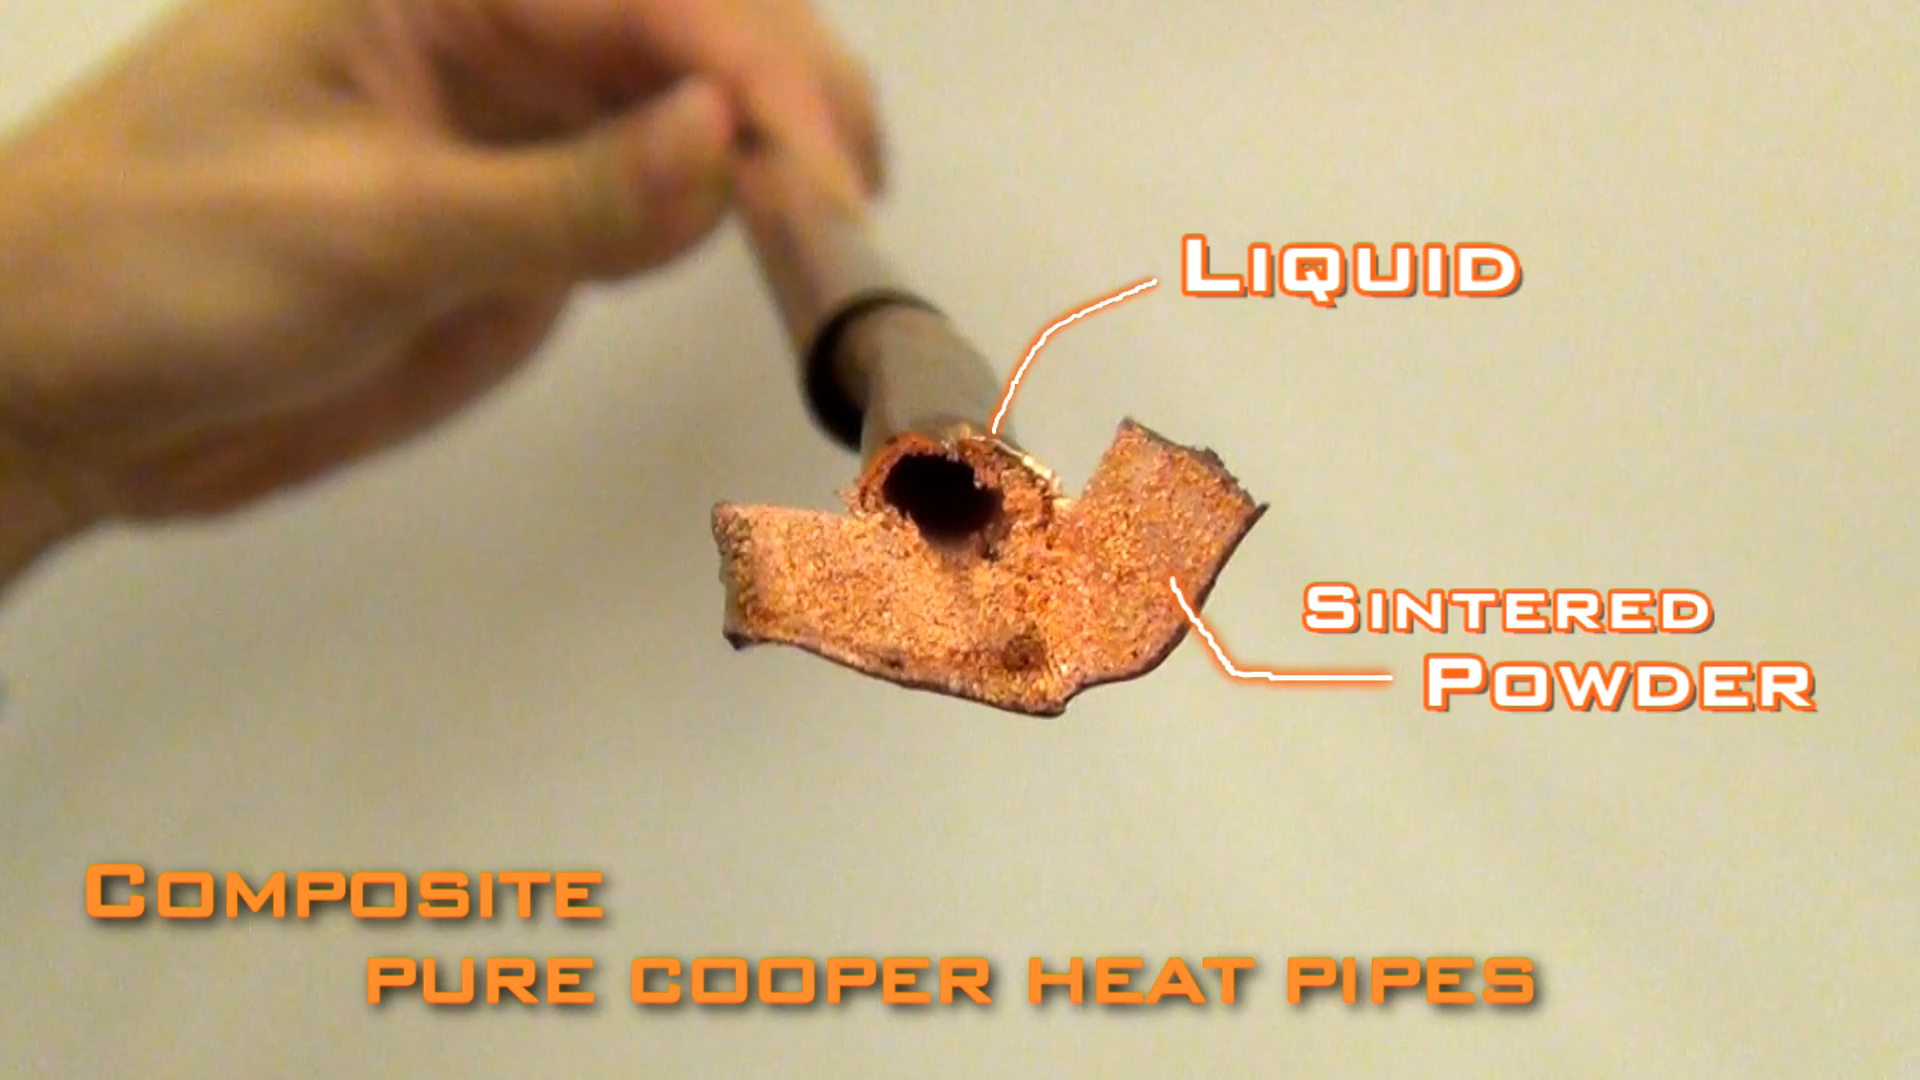 Liquid
Sintered
Powder
Composite
pure cooper heat pipes